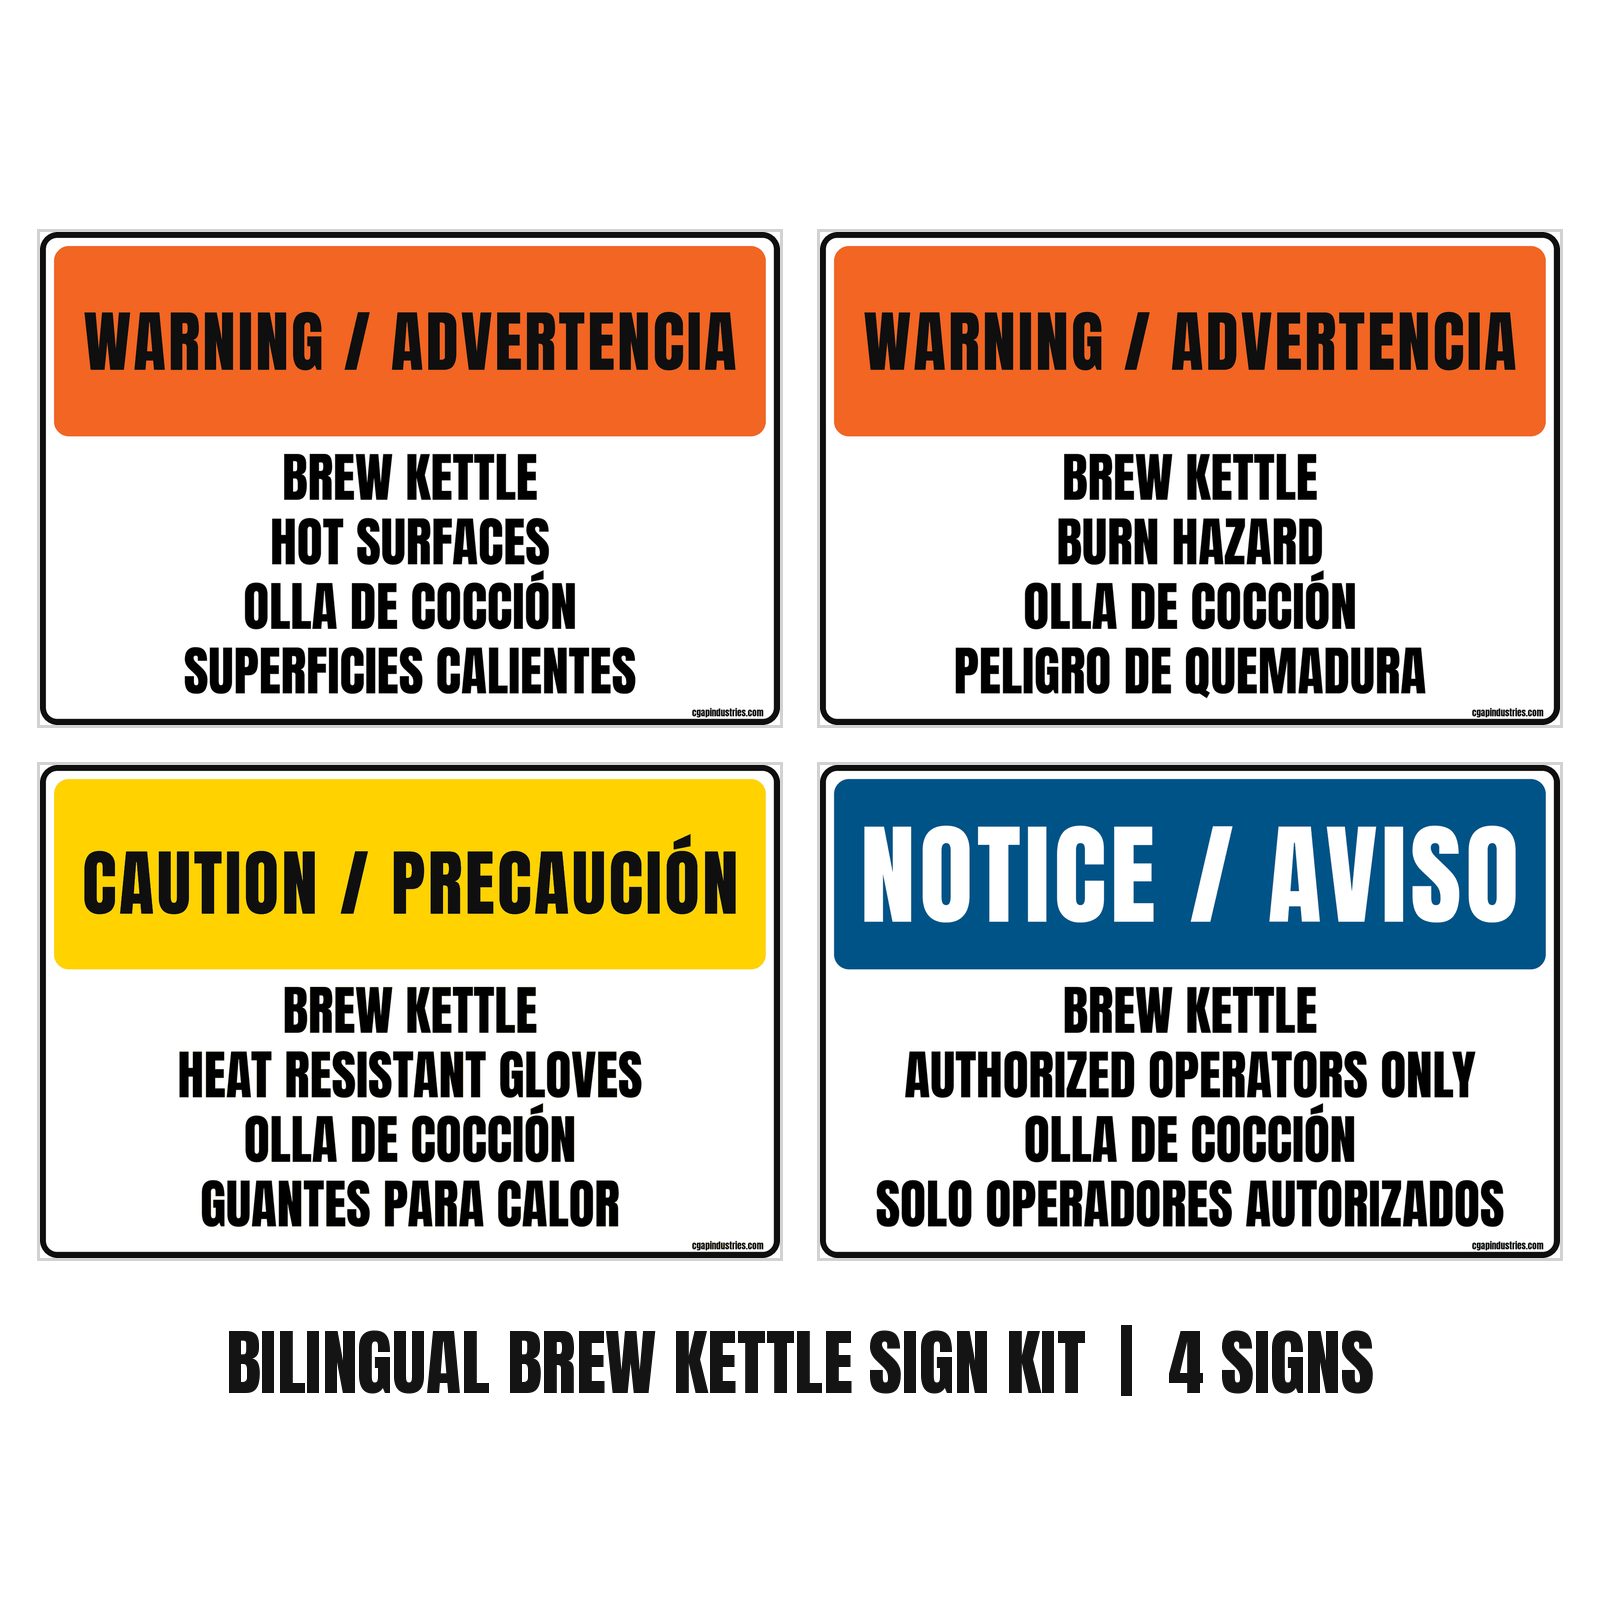 WARNING / ADVERTENCIA
BREW KETTLE
HOT SURFACES
OLLA DE COCCIÓN
SUPERFICIES CALIENTES
cgapindustries.com
WARNING / ADVERTENCIA
BREW KETTLE
BURN HAZARD
OLLA DE COCCIÓN
PELIGRO DE QUEMADURA
cgapindustries.com
CAUTION / PRECAUCIÓN
BREW KETTLE
HEAT RESISTANT GLOVES
OLLA DE COCCIÓN
GUANTES PARA CALOR
cgapindustries.com
NOTICE / AVISO
BREW KETTLE
AUTHORIZED OPERATORS ONLY
OLLA DE COCCIÓN
SOLO OPERADORES AUTORIZADOS
cgapindustries.com
BILINGUAL BREW KETTLE SIGN KIT | 4 SIGNS